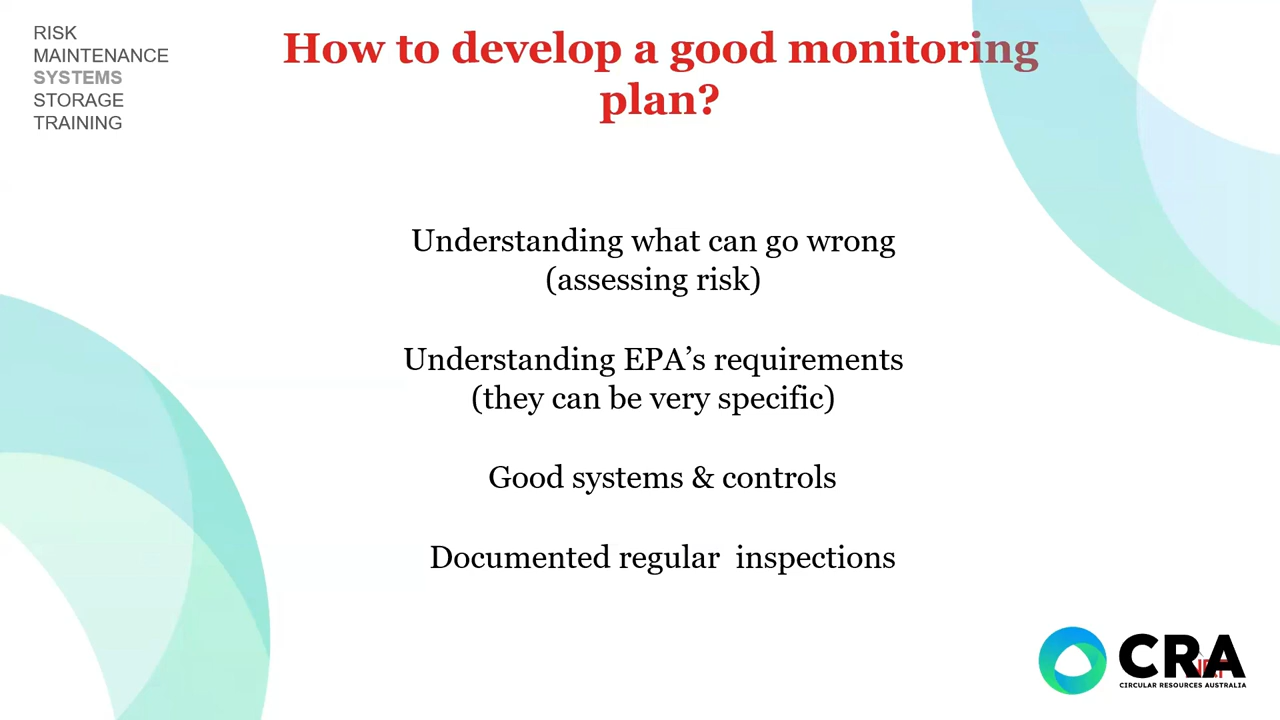 RISK
MAINTENANCE
SYSTEMS
STORAGE
TRAINING
How to develop a good monitoring
plan?
Understanding what can go wrong
(assessing risk)
Understanding EPA’s requirements
(they can be very specific)
Good systems & controls
Documented regular inspections
CRA
CIRCULAR RESOURCES AUSTRALIA